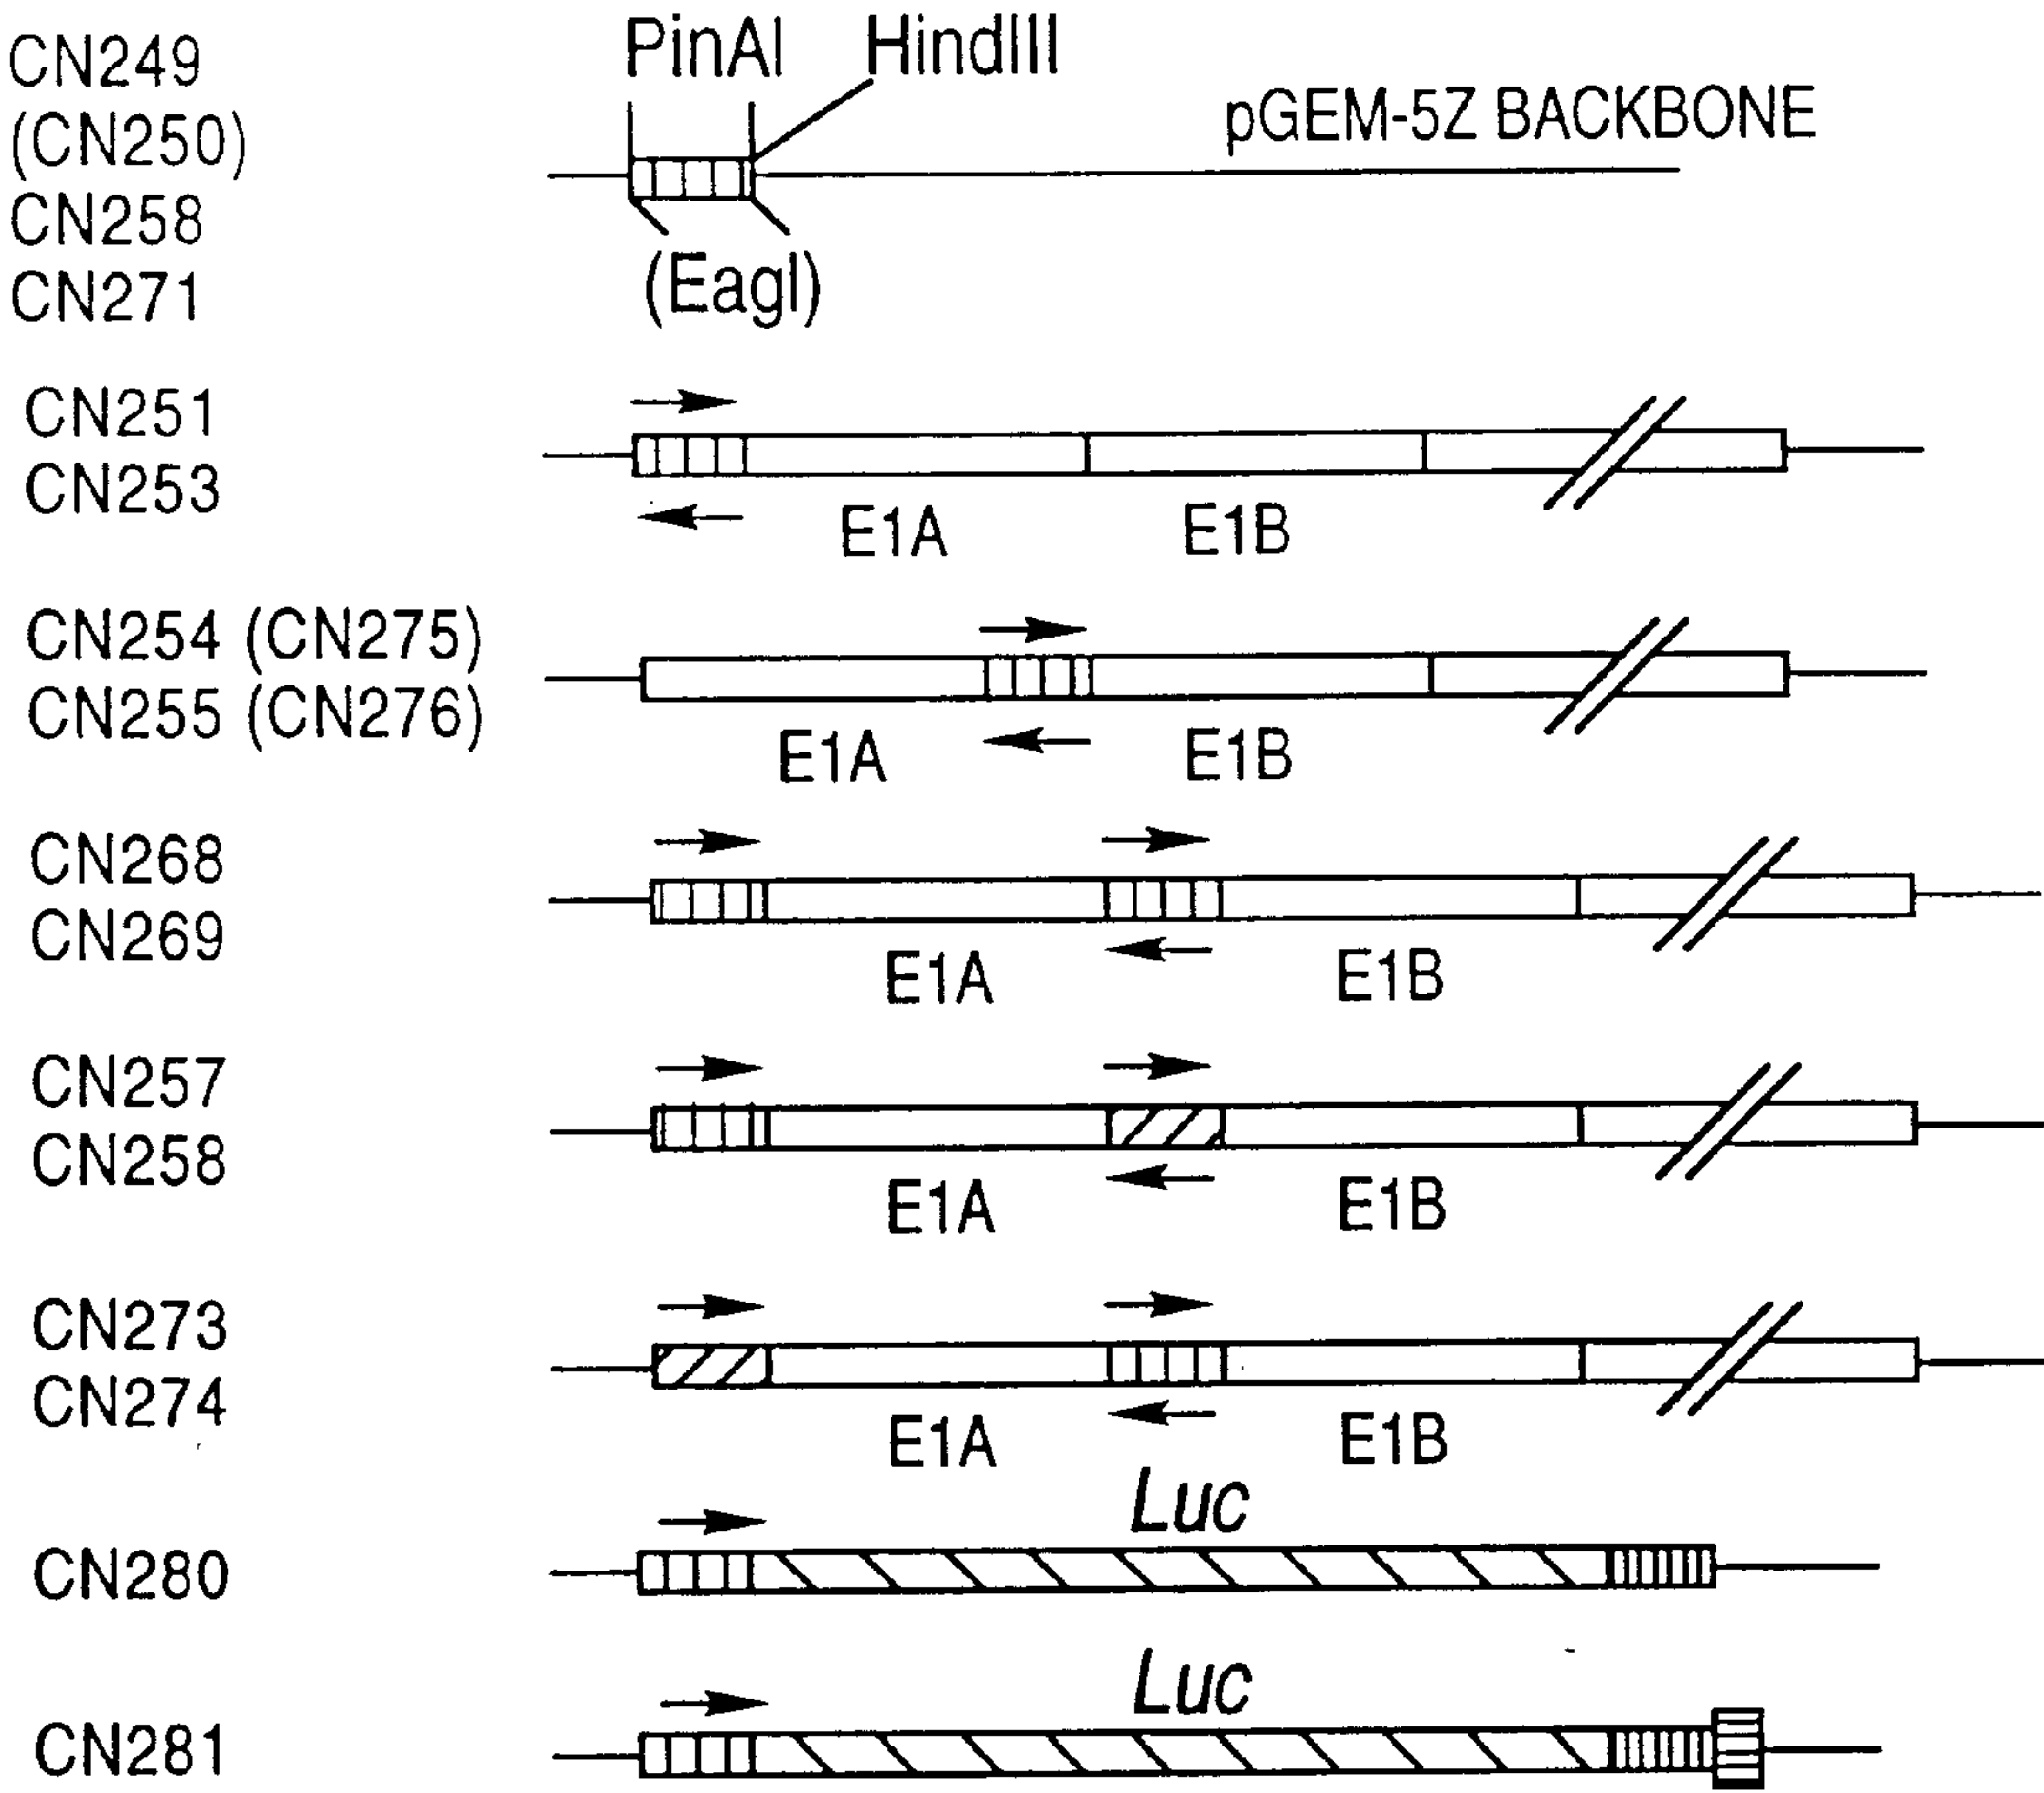 PinAI HindIII
CN249
pGEM-5Z BACKBONE
(CN250)
CN258
(EagI)
CN271
CN251
CN253
E1A E1B
CN254 (CN275)
CN255 (CN276)
E1A E1B
CN268
CN269
E1A E1B
CN257
CN258
E1A E1B
CN273
CN274
E1A E1B
Luc
CN280
Luc
CN281